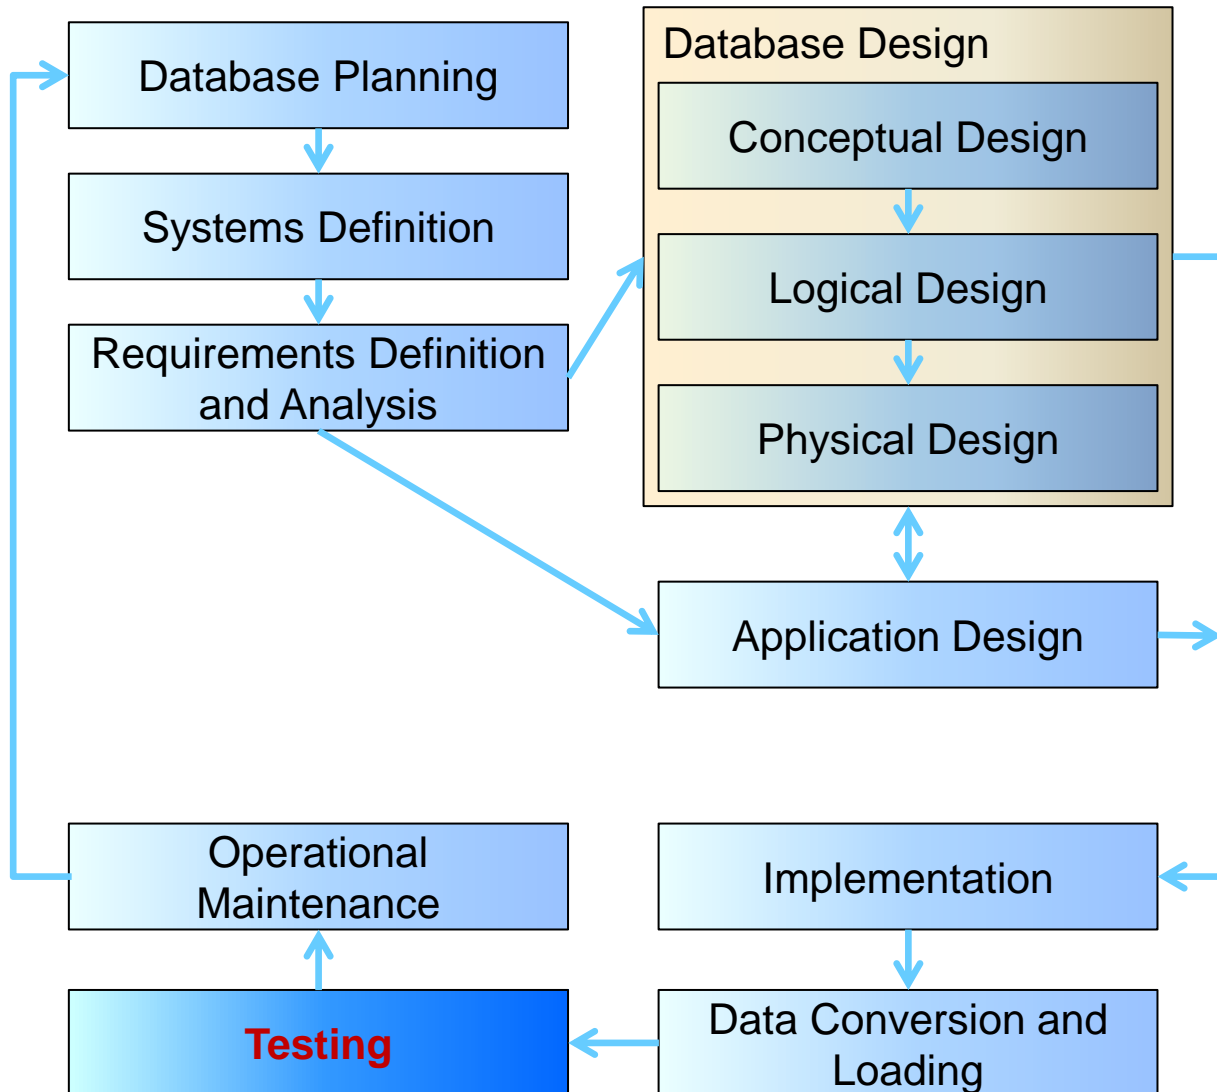 Database Planning
Systems Definition
Requirements Definition
and Analysis
Database Design
Conceptual Design
Logical Design
Physical Design
Application Design
Operational
Maintenance
Implementation
Testing
Data Conversion and
Loading